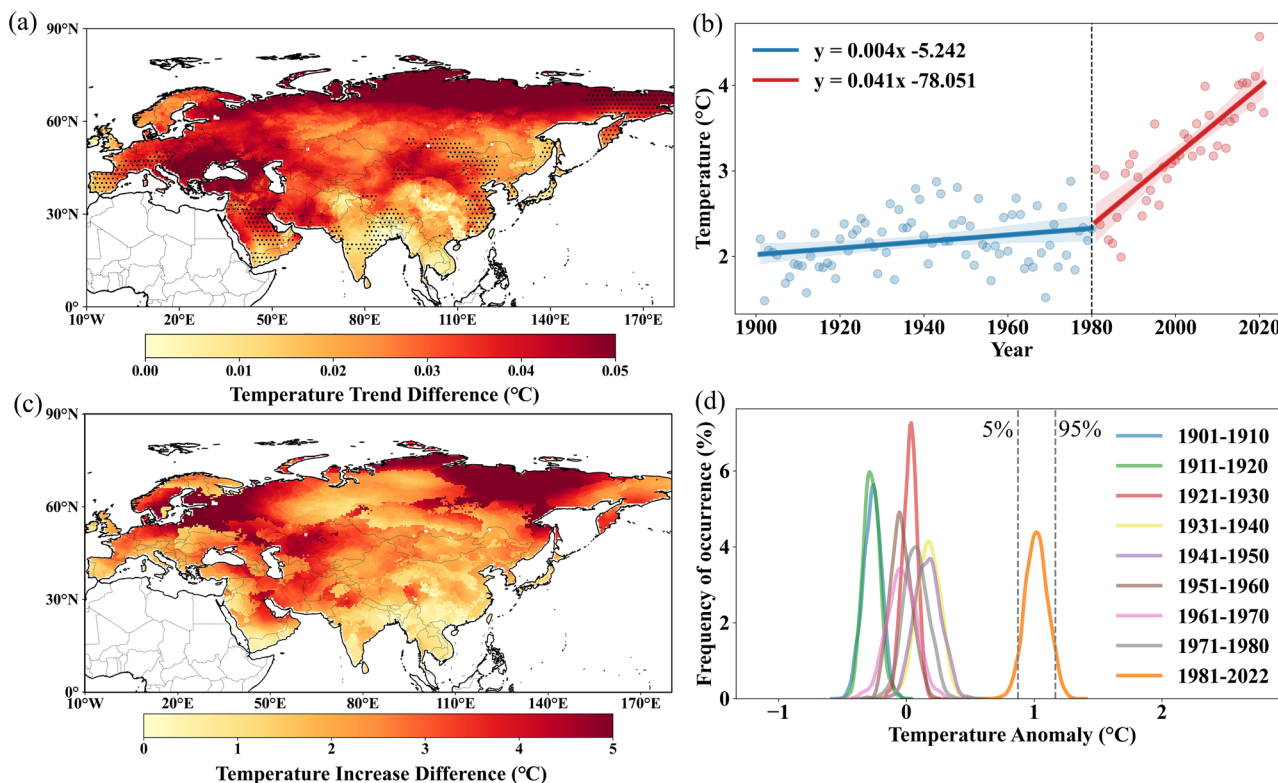 (a)
90°N
60°N
30°N
0°
10°W 20°E 50°E 80°E 110°E 140°E 170°E
0.00 0.01 0.02 0.03 0.04 0.05
Temperature Trend Difference (°C)
(b)
y = 0.004x -5.242
y = 0.041x -78.051
Temperature (°C)
4
3
2
1900 1920 1940 1960 1980 2000 2020
Year
(c)
90°N
60°N
30°N
0°
10°W 20°E 50°E 80°E 110°E 140°E 170°E
0 1 2 3 4 5
Temperature Increase Difference (°C)
(d)
5% 95%
1901-1910
1911-1920
1921-1930
1931-1940
1941-1950
1951-1960
1961-1970
1971-1980
1981-2022
Frequency of occurrence (%)
6
4
2
0
−1 0 1 2
Temperature Anomaly (°C)